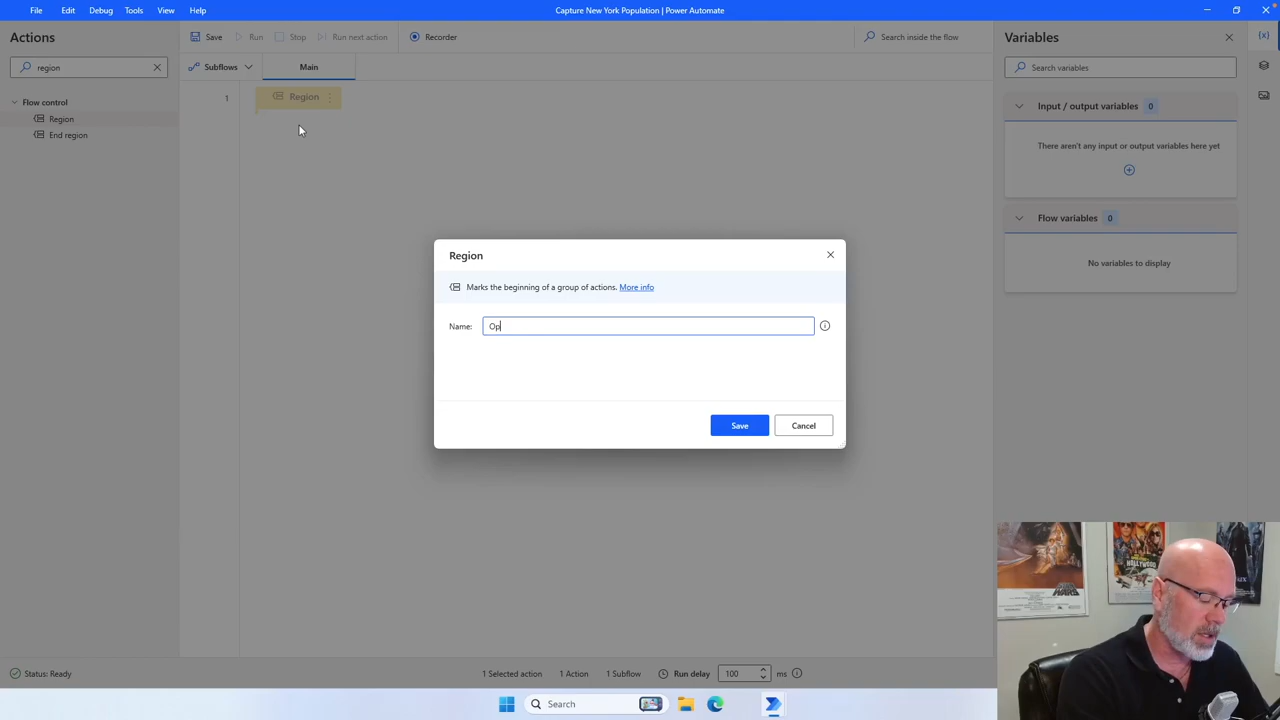 File Edit Debug Tools View Help
Capture New York Population | Power Automate
Actions
region
Flow control
Region
End region
Save Run Stop Run next action Recorder
Search inside the flow
Subflows Main
1 Region
Region
Marks the beginning of a group of actions. More info
Name: Op
Save Cancel
Variables
{x}
Search variables
Input / output variables 0
There aren't any input or output variables here yet
Flow variables 0
No variables to display
Status: Ready
1 Selected action 1 Action 1 Subflow Run delay 100 ms
Search
STAR WARS
HOLLYWOOD